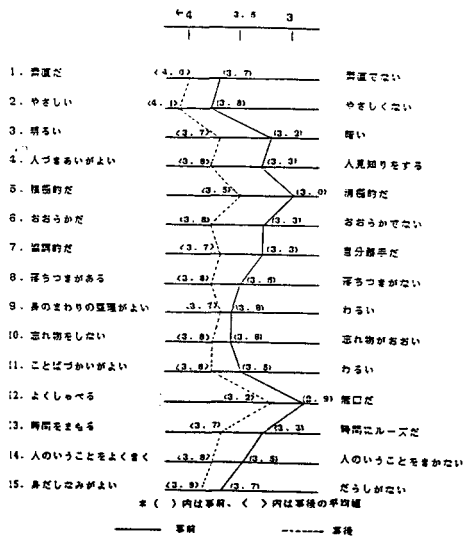 4 3.5 3
1. 素直だ (4.0) (3.7) 素直でない
2. やさしい (4.1) (3.8) やさしくない
3. 明るい (3.7) (3.2) 暗い
4. 人づきあいがよい (3.8) (3.3) 人見知りをする
5. 積極的だ (3.5) (3.0) 消極的だ
6. おおらかだ (3.8) (3.3) おおらかでない
7. 協調的だ (3.7) (3.3) 自分勝手だ
8. 落ちつきがある (3.8) (3.5) 落ちつきがない
9. 身のまわりの整理がよい (3.7) (3.6) わるい
10. 忘れ物をしない (3.8) (3.6) 忘れ物がおおい
11. ことばづかいがよい (3.8) (3.5) わるい
12. よくしゃべる (3.2) (2.9) 無口だ
13. 時間をまもる (3.7) (3.3) 時間にルーズだ
14. 人のいうことをよくきく (3.8) (3.5) 人のいうことをきかない
15. 身だしなみがよい (3.9) (3.7) だらしがない
*( )内は事前、< >内は事後の平均値
事前 事後